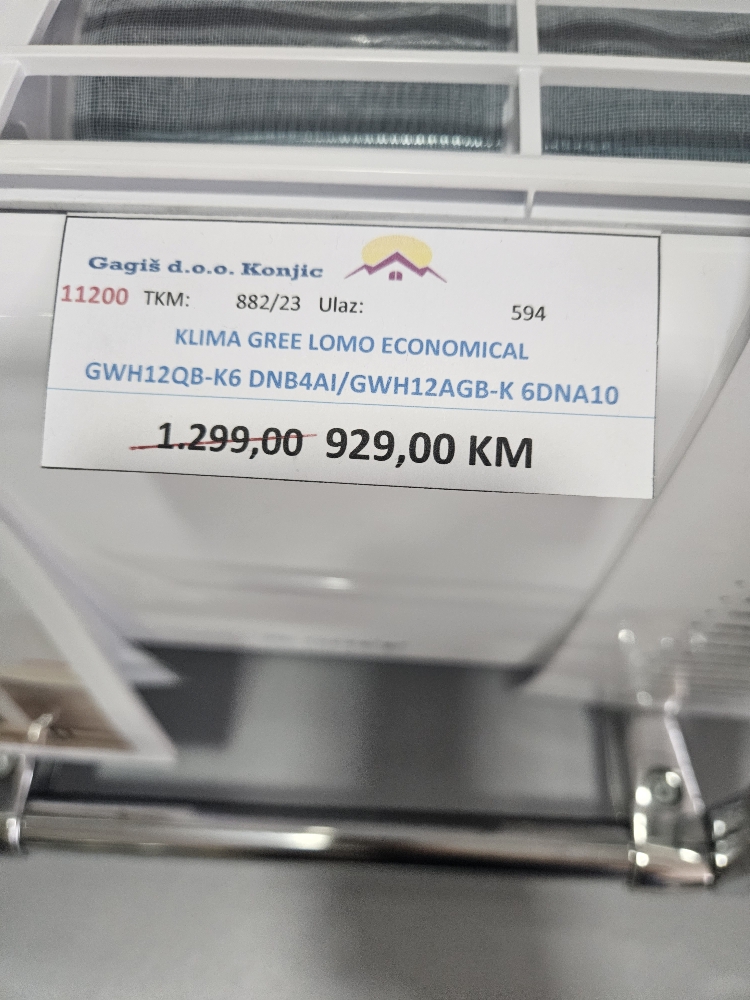 Gagiš d.o.o. Konjic
11200 TKM: 882/23 Ulaz: 594
KLIMA GREE LOMO ECONOMICAL
GWH12QB-K6 DNB4AI/GWH12AGB-K 6DNA10
1.299,00 929,00 KM